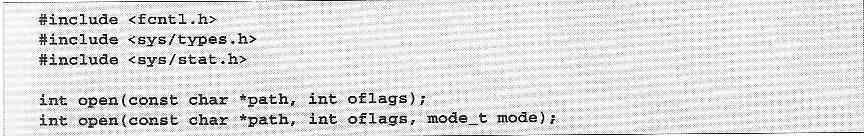 #include <fcntl.h>
#include <sys/types.h>
#include <sys/stat.h>
int open(const char *path, int oflags);
int open(const char *path, int oflags, mode_t mode);